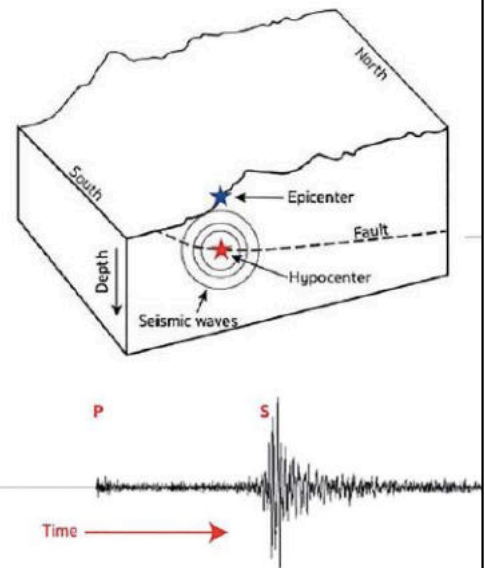 North
South
Epicenter
Fault
Depth
Hypocenter
Seismic waves
P
S
Time